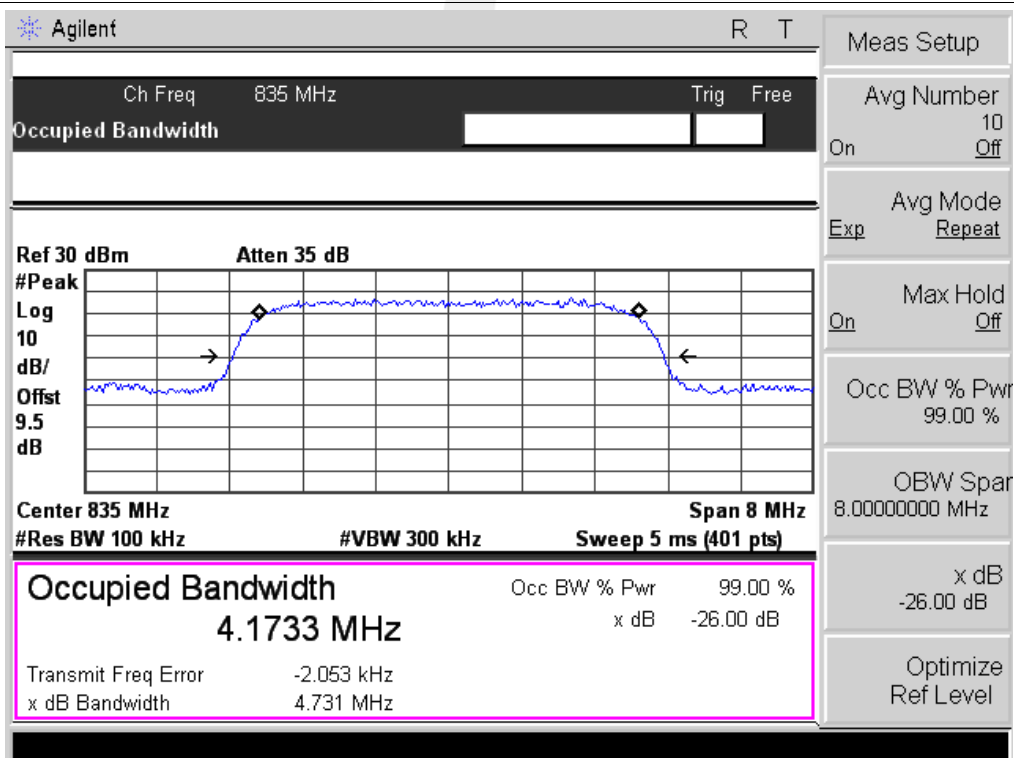 Agilent R T
Ch Freq 835 MHz Trig Free
Occupied Bandwidth
Ref 30 dBm Atten 35 dB
#Peak
Log
10
dB/
Offst
9.5
dB
Center 835 MHz Span 8 MHz
#Res BW 100 kHz #VBW 300 kHz Sweep 5 ms (401 pts)
Occupied Bandwidth
4.1733 MHz
Occ BW % Pwr 99.00 %
x dB -26.00 dB
Transmit Freq Error -2.053 kHz
x dB Bandwidth 4.731 MHz
Meas Setup
Avg Number
10
On Off
Avg Mode
Exp Repeat
Max Hold
On Off
Occ BW % Pwr
99.00 %
OBW Span
8.00000000 MHz
x dB
-26.00 dB
Optimize
Ref Level